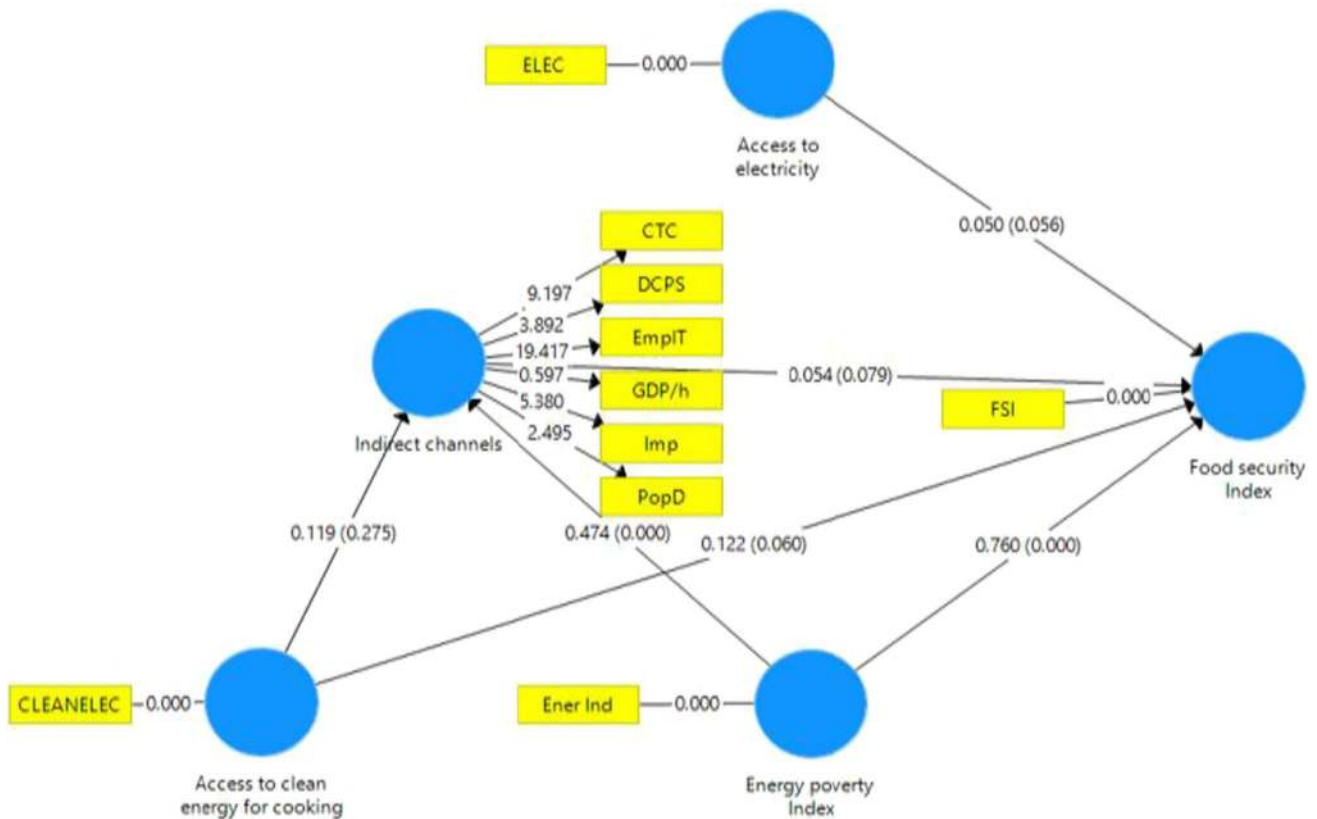 ELEC
0.000
Access to
electricity
0.050 (0.056)
CTC
9.197
DCPS
3.892
EmpIT
19.417
0.597
GDP/h
5.380
Imp
2.495
PopD
0.054 (0.079)
FSI
0.000
Indirect channels
Food security
Index
0.119 (0.275)
0.474 (0.000)
0.122 (0.060)
0.760 (0.000)
CLEANELEC
0.000
Ener Ind
0.000
Access to clean
energy for cooking
Energy poverty
Index